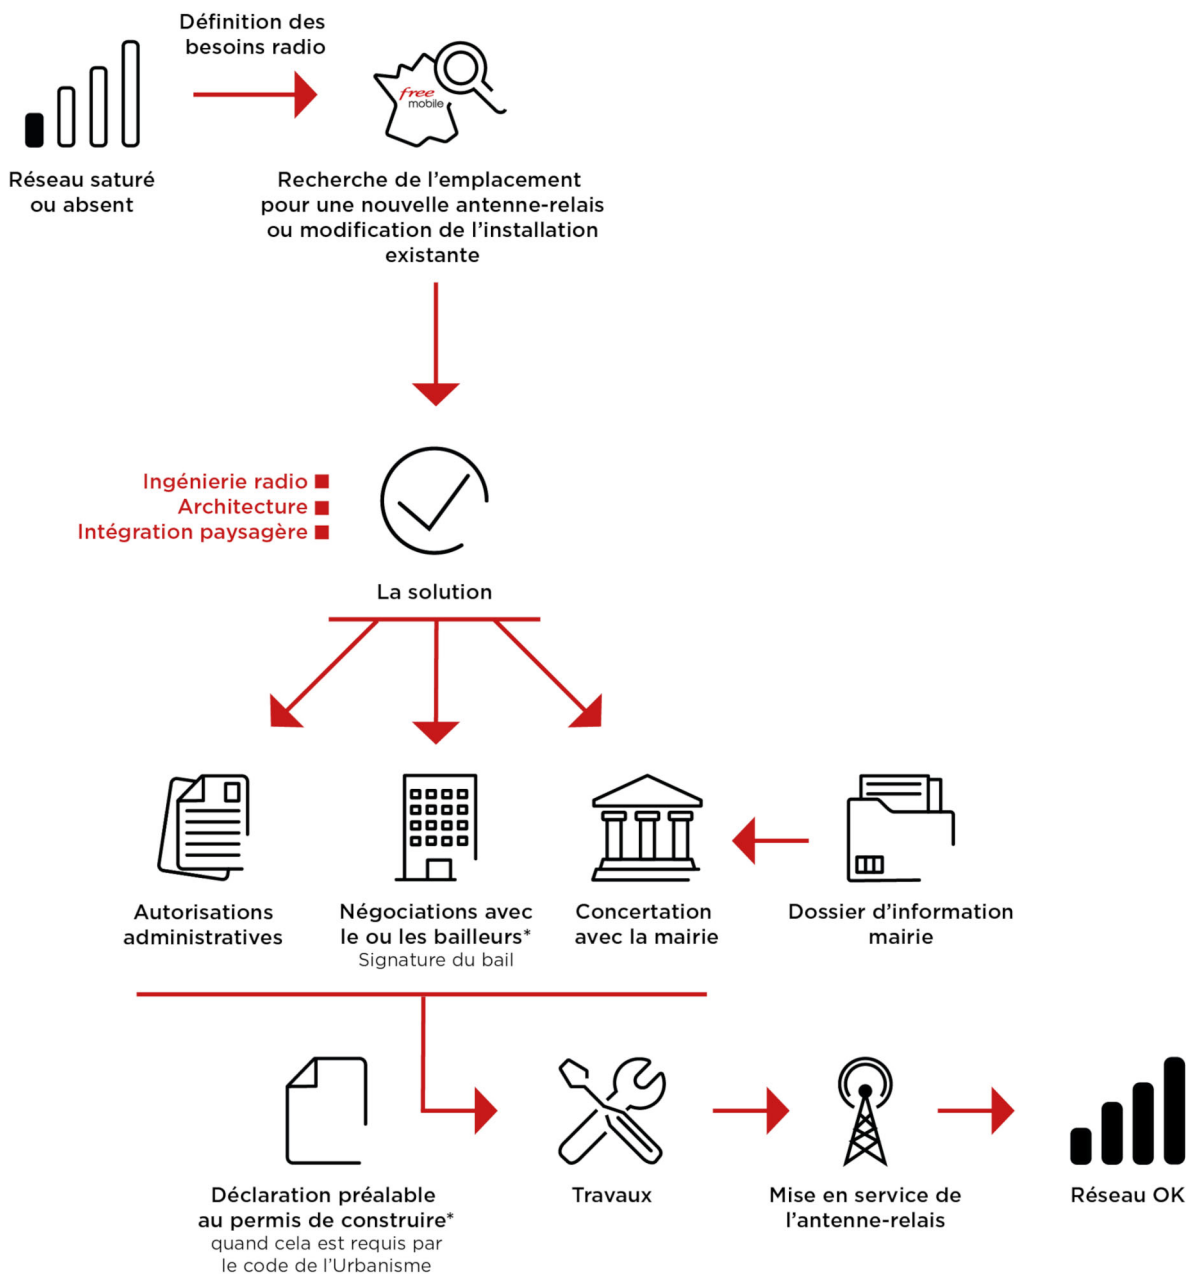 Définition des
besoins radio
free
mobile
Réseau saturé
ou absent
Recherche de l'emplacement
pour une nouvelle antenne-relais
ou modification de l'installation
existante
Ingénierie radio
Architecture
Intégration paysagère
La solution
Autorisations
administratives
Négociations avec
le ou les bailleurs*
Signature du bail
Concertation
avec la mairie
Dossier d'information
mairie
Déclaration préalable
au permis de construire*
quand cela est requis par
le code de l'Urbanisme
Travaux
Mise en service de
l'antenne-relais
Réseau OK